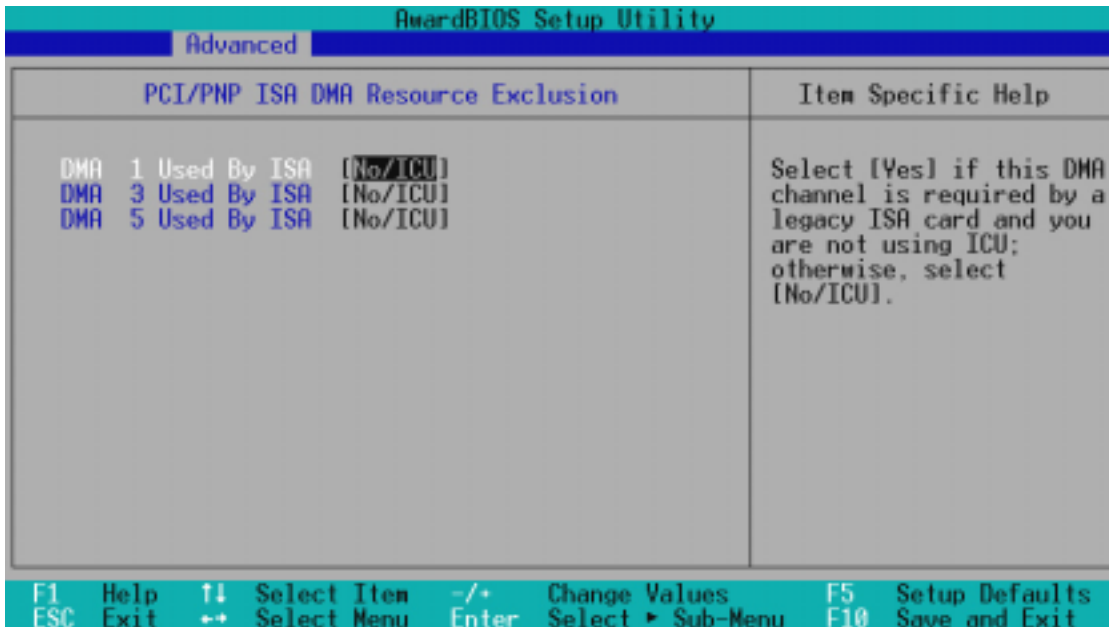 AwardBIOS Setup Utility
Advanced
PCI/PNP ISA DMA Resource Exclusion
Item Specific Help
DMA 1 Used By ISA [No/ICU]
DMA 3 Used By ISA [No/ICU]
DMA 5 Used By ISA [No/ICU]
Select [Yes] if this DMA
channel is required by a
legacy ISA card and you
are not using ICU;
otherwise, select
[No/ICU].
F1 Help ↑↓ Select Item -/+ Change Values F5 Setup Defaults
ESC Exit ←→ Select Menu Enter Select ► Sub-Menu F10 Save and Exit